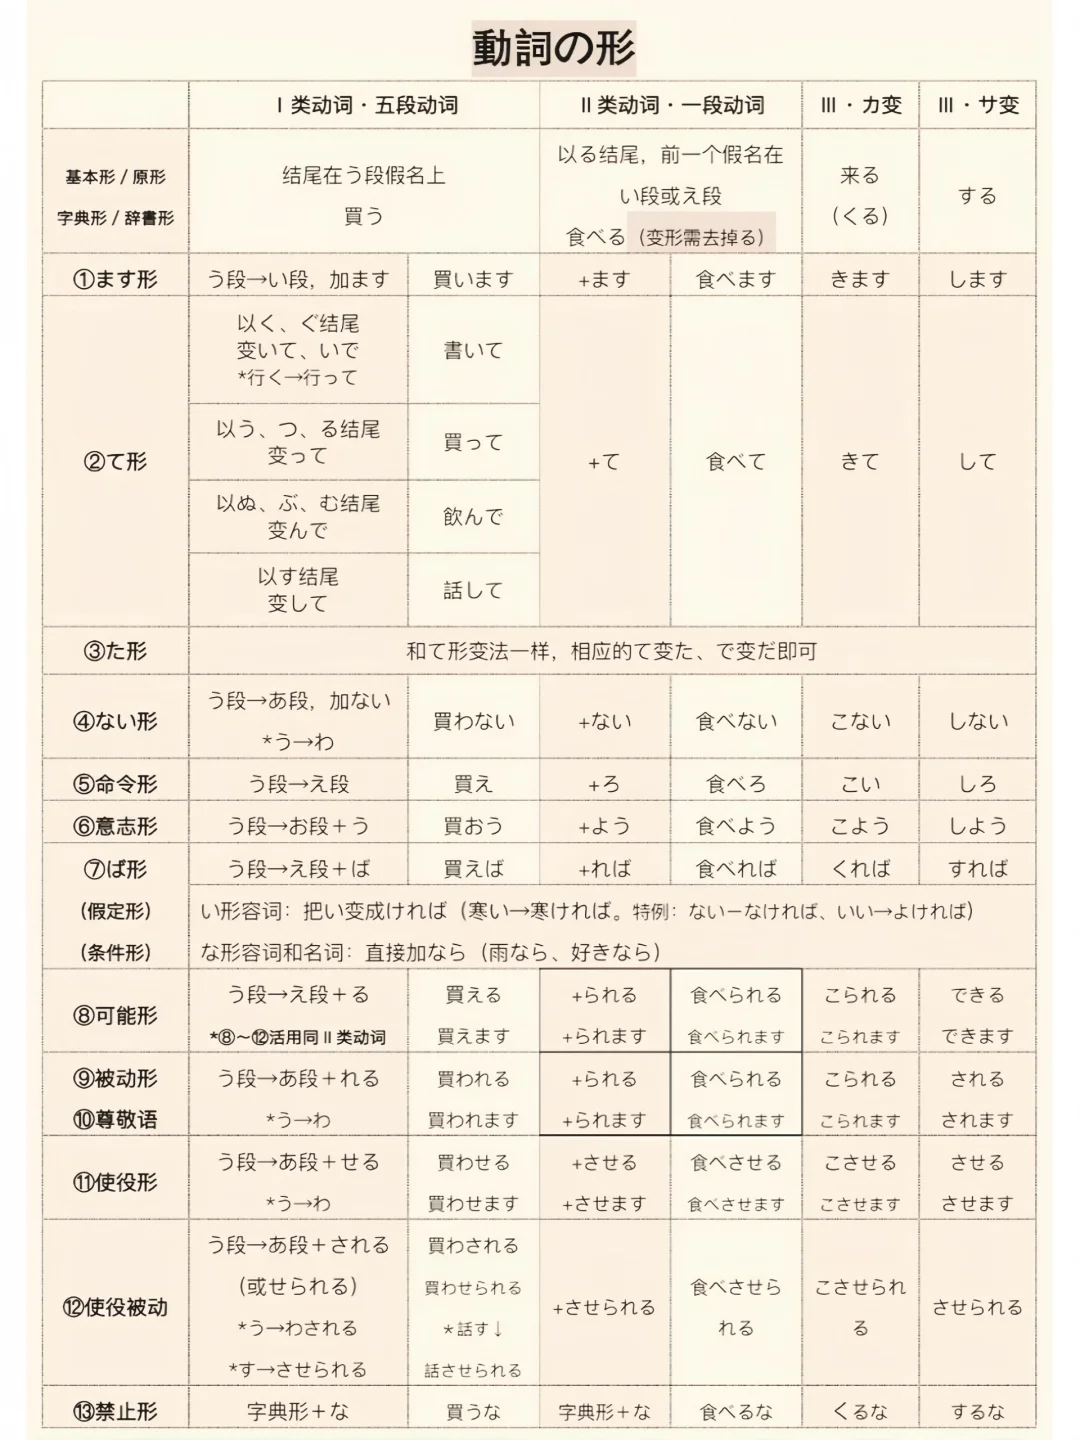 動詞の形
Ⅰ类动词・五段动词
Ⅱ类动词・一段动词
Ⅲ・カ变
Ⅲ・サ变
基本形 / 原形
字典形 / 辞書形
结尾在う段假名上
買う
以る结尾，前一个假名在
い段或え段
食べる（变形需去掉る）
来る
（くる）
する
①ます形
う段→い段，加ます
買います
+ます
食べます
きます
します
②て形
以く、ぐ结尾
变いて、いで
*行く→行って
書いて
以う、つ、る结尾
变って
買って
以ぬ、ぶ、む结尾
变んで
飲んで
以す结尾
变して
話して
+て
食べて
きて
して
③た形
和て形变法一样，相应的て变た、で变だ即可
④ない形
う段→あ段，加ない
*う→わ
買わない
+ない
食べない
こない
しない
⑤命令形
う段→え段
買え
+ろ
食べろ
こい
しろ
⑥意志形
う段→お段＋う
買おう
+よう
食べよう
こよう
しよう
⑦ば形
（假定形）
（条件形）
う段→え段＋ば
買えば
+れば
食べれば
くれば
すれば
い形容词：把い变成ければ（寒い→寒ければ。特例：ない－なければ、いい→よければ）
な形容词和名词：直接加なら（雨なら、好きなら）
⑧可能形
う段→え段＋る
*⑧～⑫活用同Ⅱ类动词
買える
買えます
+られる
+られます
食べられる
食べられます
こられる
こられます
できる
できます
⑨被动形
⑩尊敬语
う段→あ段＋れる
*う→わ
買われる
買われます
+られる
+られます
食べられる
食べられます
こられる
こられます
される
されます
⑪使役形
う段→あ段＋せる
*う→わ
買わせる
買わせます
+させる
+させます
食べさせる
食べさせます
こさせる
こさせます
させる
させます
⑫使役被动
う段→あ段＋される
（或せられる）
*う→わされる
*す→させられる
買わされる
買わせられる
*話す↓
話させられる
+させられる
食べさせら
れる
こさせられ
る
させられる
⑬禁止形
字典形＋な
買うな
字典形＋な
食べるな
くるな
するな